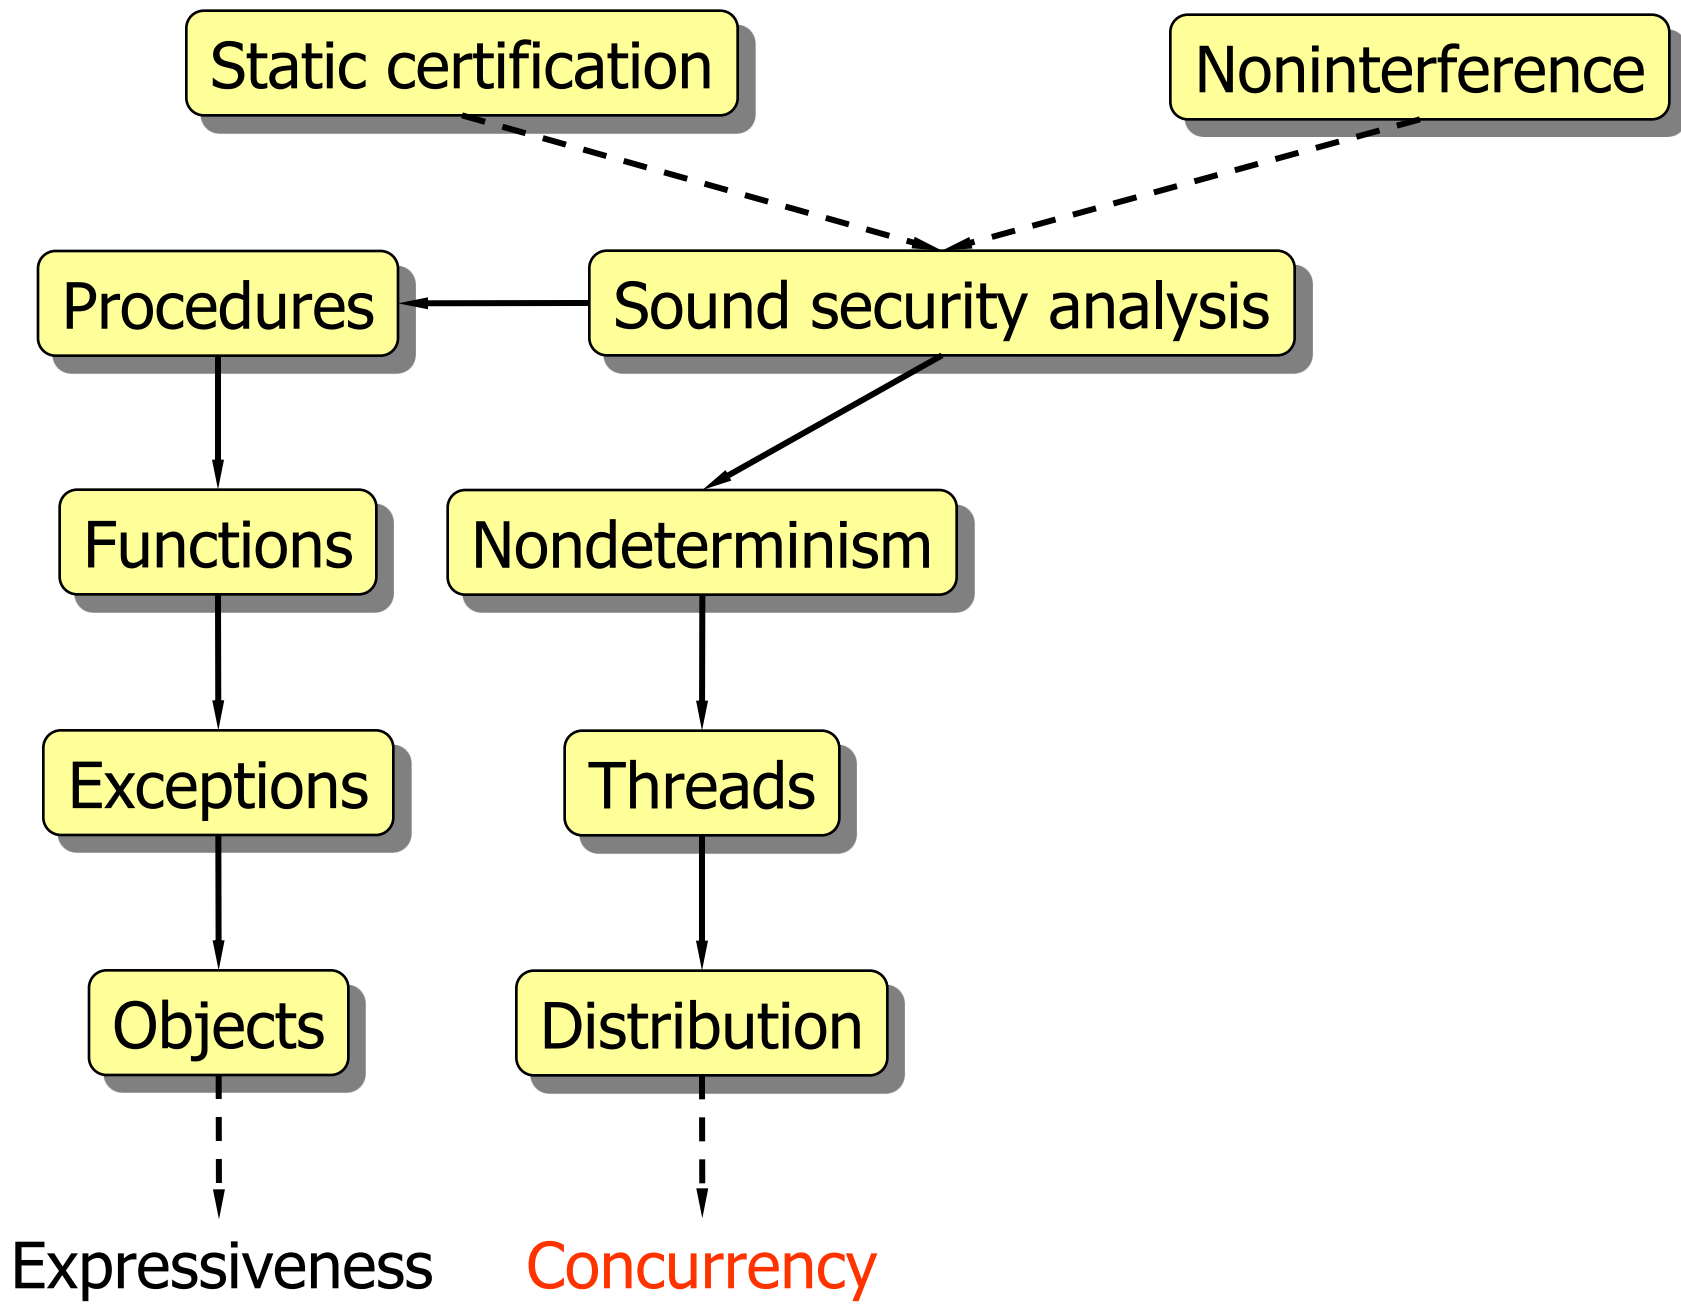 Static certification
Noninterference
Procedures
Sound security analysis
Functions
Nondeterminism
Exceptions
Threads
Objects
Distribution
Expressiveness
Concurrency